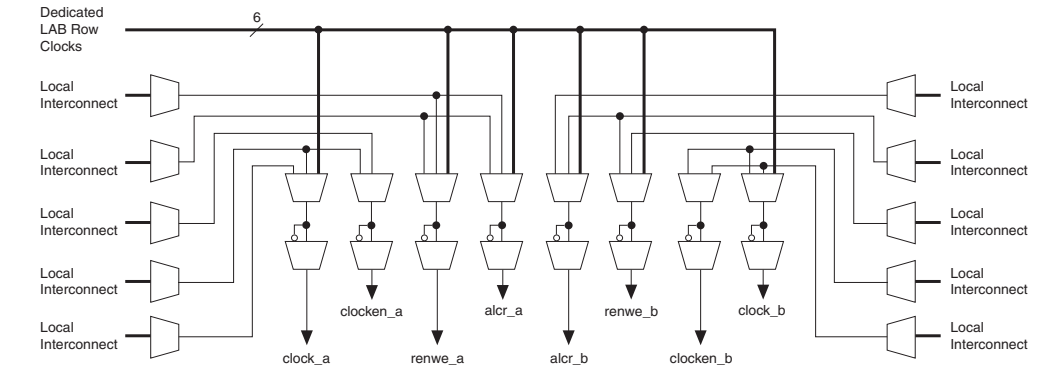 Dedicated
LAB Row
Clocks
6
Local
Interconnect
Local
Interconnect
Local
Interconnect
Local
Interconnect
Local
Interconnect
Local
Interconnect
Local
Interconnect
Local
Interconnect
Local
Interconnect
Local
Interconnect
clocken_a
alcr_a
renwe_b
clock_b
clock_a
renwe_a
alcr_b
clocken_b